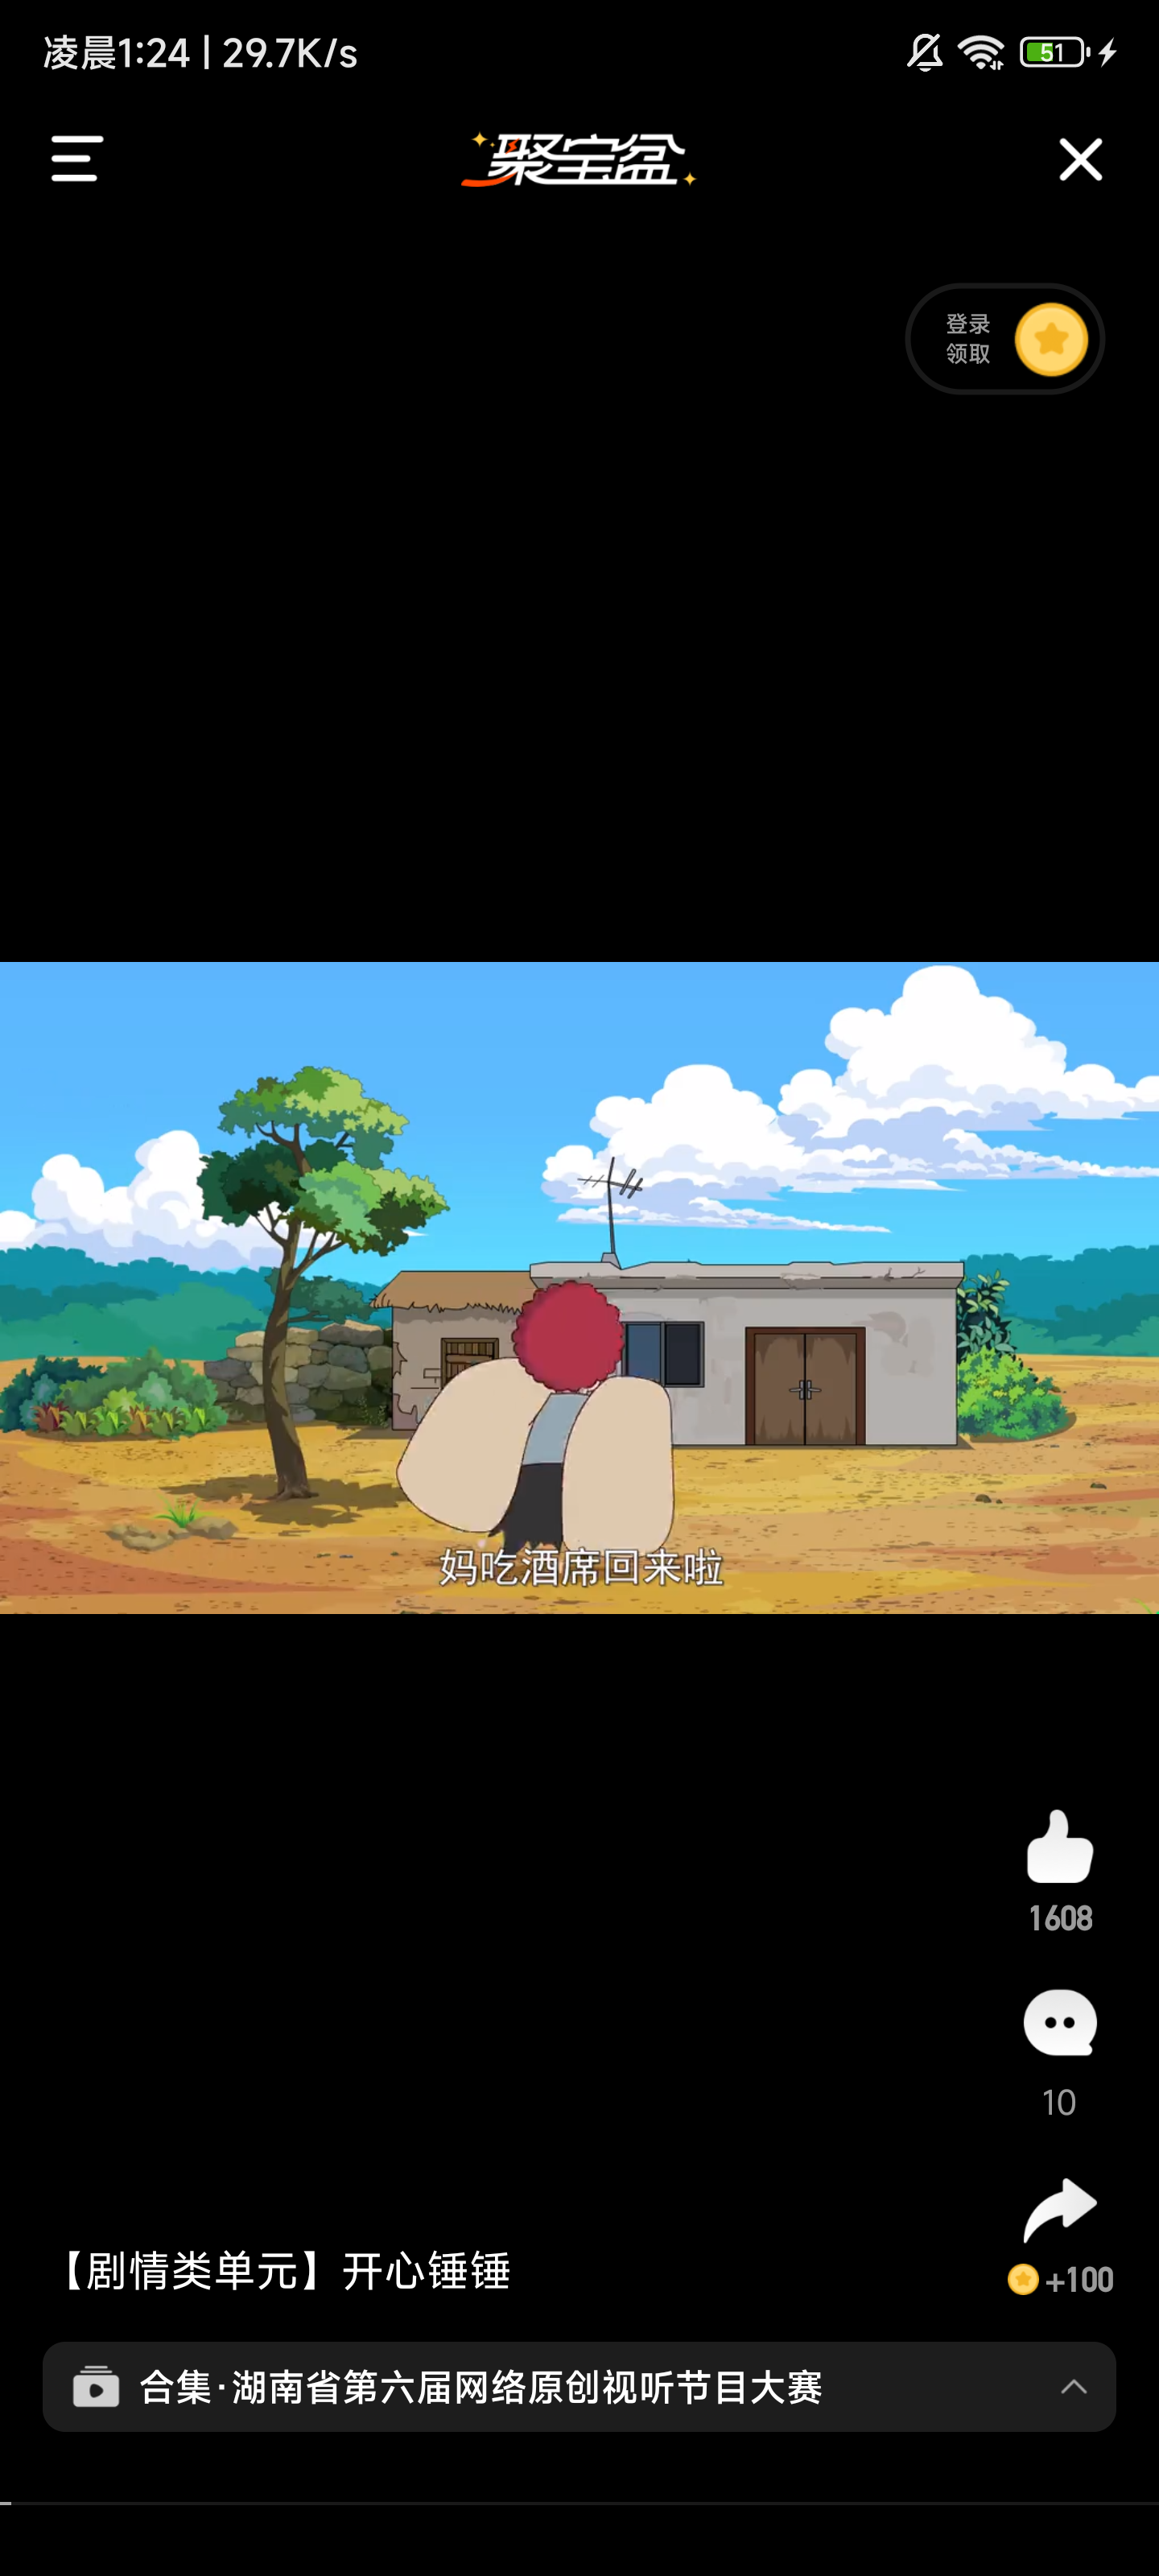 凌晨1:24 | 29.7K/s
51
聚宝盆
登录
领取
妈吃酒席回来啦
1608
10
+100
【剧情类单元】开心锤锤
合集·湖南省第六届网络原创视听节目大赛